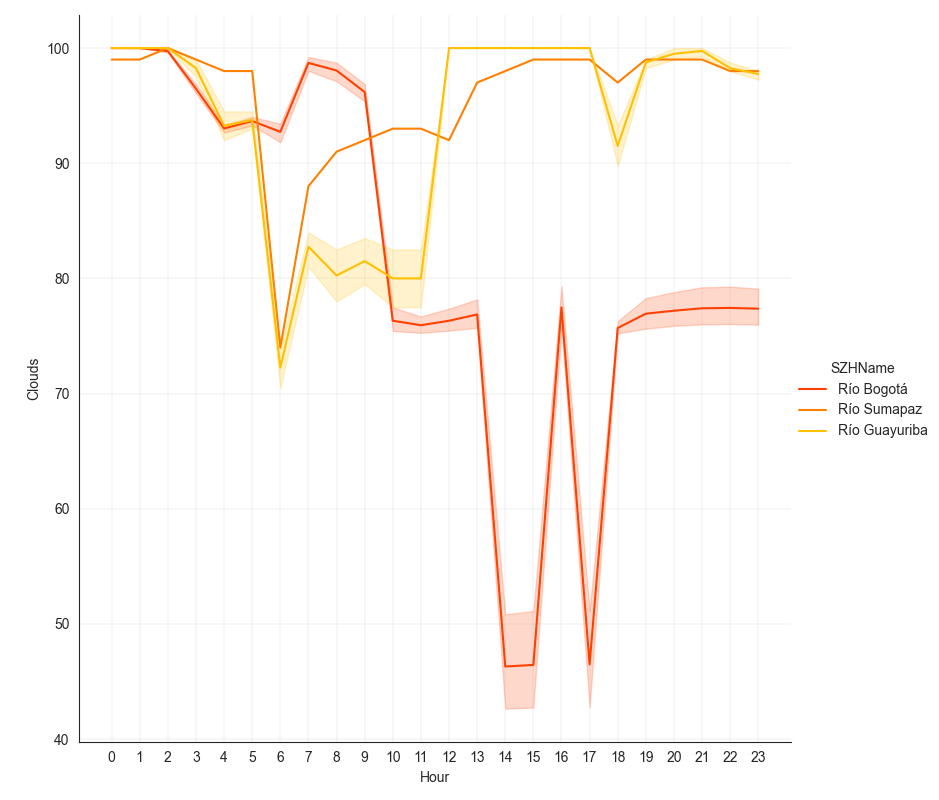 100
90
80
70
60
50
40
Clouds
0 1 2 3 4 5 6 7 8 9 10 11 12 13 14 15 16 17 18 19 20 21 22 23
Hour
SZHName
Río Bogotá
Río Sumapaz
Río Guayuriba